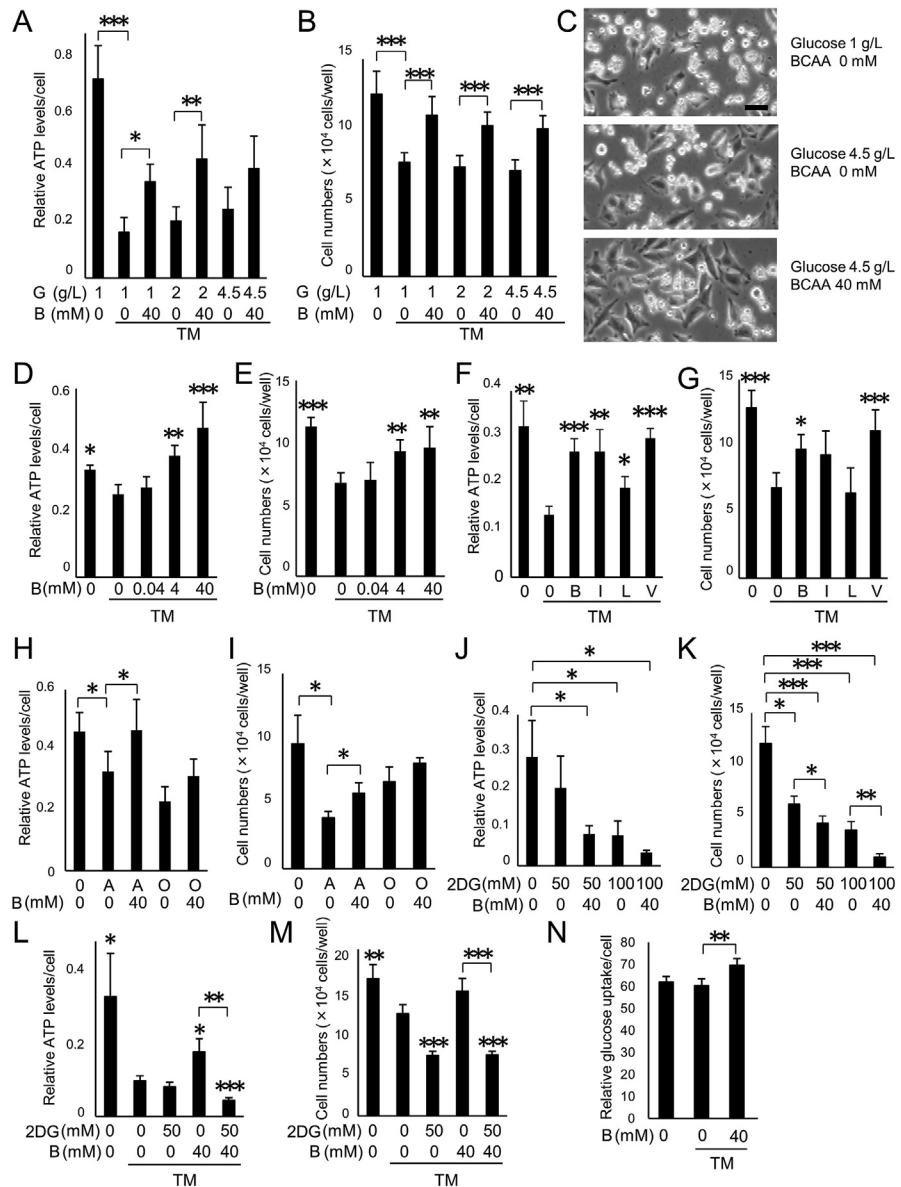 A
***
Relative ATP levels/cell
0.8
0.6
0.4
0.2
0
*
**
G (g/L) 1 1 1 2 2 4.5 4.5
B (mM) 0 0 40 0 40 0 40
TM
B
***
***
***
***
Cell numbers ( × 10⁴ cells/well)
15
10
5
0
G (g/L) 1 1 1 2 2 4.5 4.5
B (mM) 0 0 40 0 40 0 40
TM
C
Glucose 1 g/L
BCAA 0 mM
Glucose 4.5 g/L
BCAA 0 mM
Glucose 4.5 g/L
BCAA 40 mM
D
Relative ATP levels/cell
0.6
0.4
0.2
0
*
**
***
B(mM) 0 0 0.04 4 40
TM
E
Cell numbers ( × 10⁴ cells/well)
15
10
5
0
***
**
**
B(mM) 0 0 0.04 4 40
TM
F
Relative ATP levels/cell
0.4
0.3
0.2
0.1
0
**
***
**
*
***
0 0 B I L V
TM
G
Cell numbers ( × 10⁴ cells/well)
15
10
5
0
***
*
***
0 0 B I L V
TM
H
Relative ATP levels/cell
0.6
0.4
0.2
0
*
*
0 A A O O
B(mM) 0 0 40 0 40
I
Cell numbers ( × 10⁴ cells/well)
15
10
5
0
*
*
0 A A O O
B(mM) 0 0 40 0 40
J
Relative ATP levels/cell
0.4
0.3
0.2
0.1
0
*
*
*
2DG(mM) 0 50 50 100 100
B (mM) 0 0 40 0 40
K
Cell numbers ( × 10⁴ cells/well)
15
10
5
0
***
***
***
*
*
**
2DG(mM) 0 50 50 100 100
B (mM) 0 0 40 0 40
L
Relative ATP levels/cell
0.4
0.2
0
*
**
*
***
2DG(mM) 0 0 50 0 50
B (mM) 0 0 0 40 40
TM
M
Cell numbers ( × 10⁴ cells/well)
20
15
10
5
0
**
***
***
***
2DG(mM) 0 0 50 0 50
B (mM) 0 0 0 40 40
TM
N
Relative glucose uptake/cell
80
70
60
50
40
30
20
10
0
**
B (mM) 0 0 40
TM